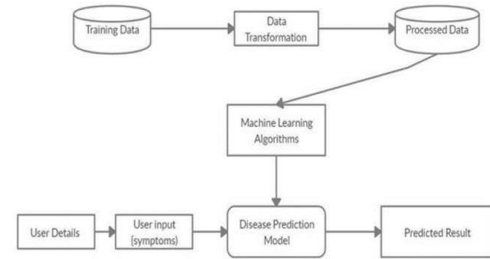 Training Data
Data
Transformation
Processed Data
Machine Learning
Algorithms
User Details
User input
(symptoms)
Disease Prediction
Model
Predicted Result